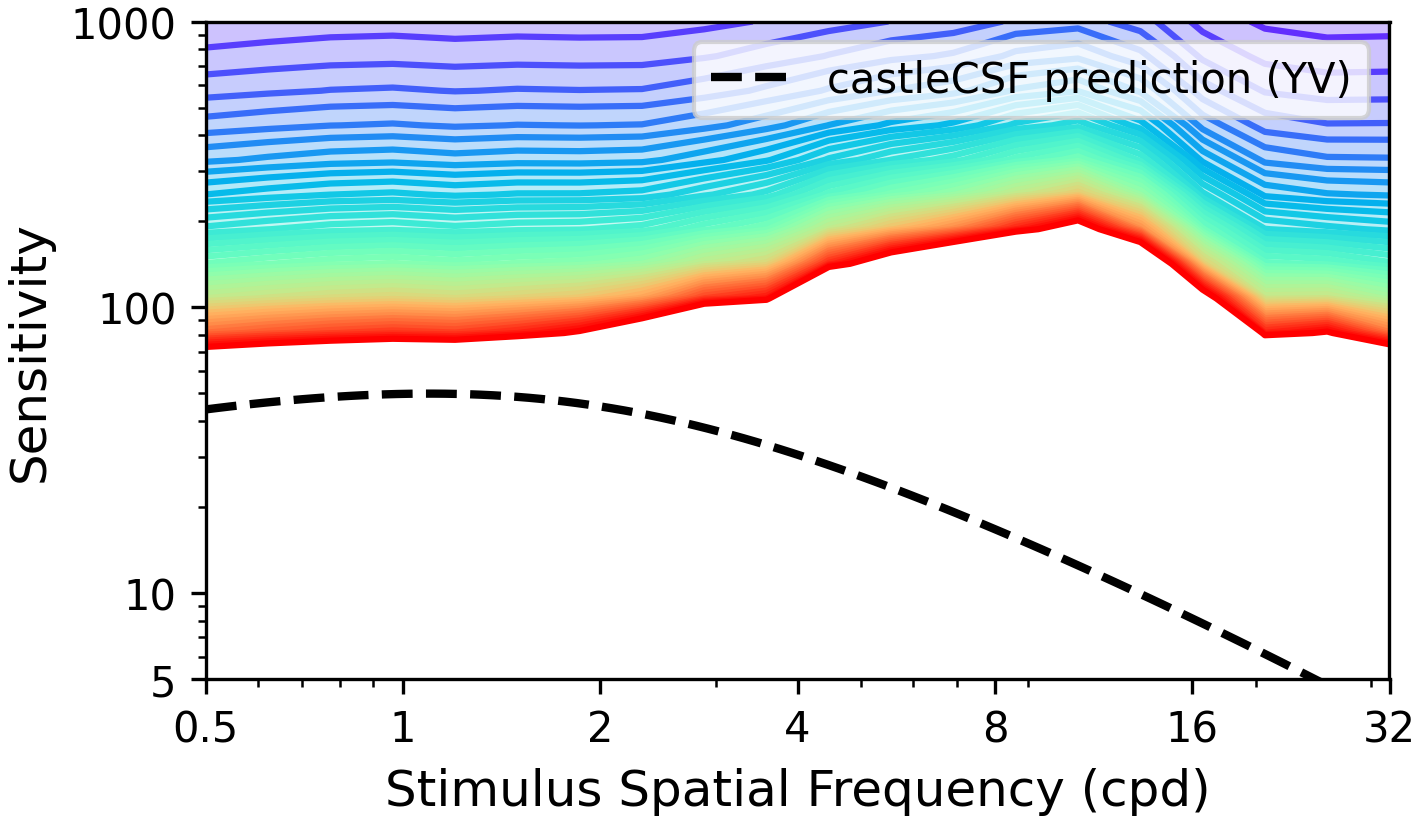 1000
100
10
5
Sensitivity
castleCSF prediction (YV)
0.5 1 2 4 8 16 32
Stimulus Spatial Frequency (cpd)